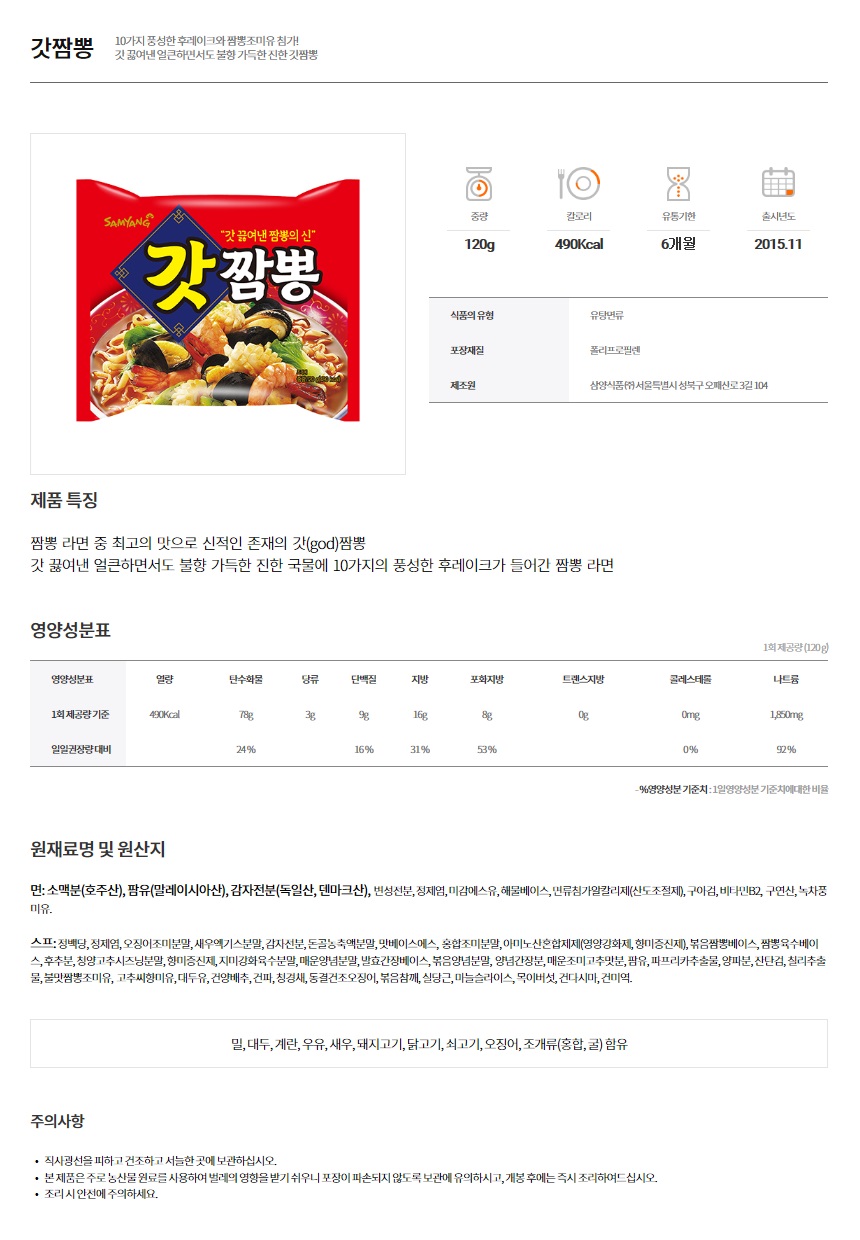 갓짬뽕
10가지 풍성한 후레이크와 짬뽕조미유 첨가!
갓 끓여낸 얼큰하면서도 불향 가득한 진한 갓짬뽕
SAMYANG
"갓 끓여낸 짬뽕의 신"
갓짬뽕
중량 칼로리 유통기한 출시년도
120g 490Kcal 6개월 2015.11
식품의 유형 유탕면류
포장재질 폴리프로필렌
제조원 삼양식품㈜ 서울특별시 성북구 오패산로 3길 104
제품 특징
짬뽕 라면 중 최고의 맛으로 신적인 존재의 갓(god)짬뽕
갓 끓여낸 얼큰하면서도 불향 가득한 진한 국물에 10가지의 풍성한 후레이크가 들어간 짬뽕 라면
영양성분표
1회 제공량 (120 g)
영양성분표 열량 탄수화물 당류 단백질 지방 포화지방 트랜스지방 콜레스테롤 나트륨
1회 제공량 기준 490Kcal 78g 3g 9g 16g 8g 0g 0mg 1,850mg
일일권장량 대비 24% 16% 31% 53% 0% 92%
- %영양성분 기준치 : 1일영양성분 기준치에대한 비율
원재료명 및 원산지
면: 소맥분(호주산), 팜유(말레이시아산), 감자전분(독일산, 덴마크산), 변성전분, 정제염, 미감에스유, 해물베이스, 면류첨가알칼리제(산도조절제), 구아검, 비타민B2, 구연산, 녹차풍
미유.
스프: 정백당, 정제염, 오징어조미분말, 새우엑기스분말, 감자전분, 돈골농축액분말, 맛베이스에스, 홍합조미분말, 아미노산혼합제제(영양강화제, 향미증진제), 볶음짬뽕베이스, 짬뽕육수베이
스, 후추분, 청양고추시즈닝분말, 향미증진제, 지미강화육수분말, 매운양념분말, 발효간장베이스, 볶음양념분말, 양념간장분, 매운조미고추맛분, 팜유, 파프리카추출물, 양파분, 잔탄검, 칠리추출
물, 불맛짬뽕조미유, 고추씨향미유, 대두유, 건양배추, 건파, 청경채, 동결건조오징어, 볶음참깨, 실당근, 마늘슬라이스, 목이버섯, 건다시마, 건미역.
밀, 대두, 계란, 우유, 새우, 돼지고기, 닭고기, 쇠고기, 오징어, 조개류(홍합, 굴) 함유
주의사항
• 직사광선을 피하고 건조하고 서늘한 곳에 보관하십시오.
• 본 제품은 주로 농산물 원료를 사용하여 벌레의 영향을 받기 쉬우니 포장이 파손되지 않도록 보관에 유의하시고, 개봉 후에는 즉시 조리하여드십시오.
• 조리 시 안전에 주의하세요.